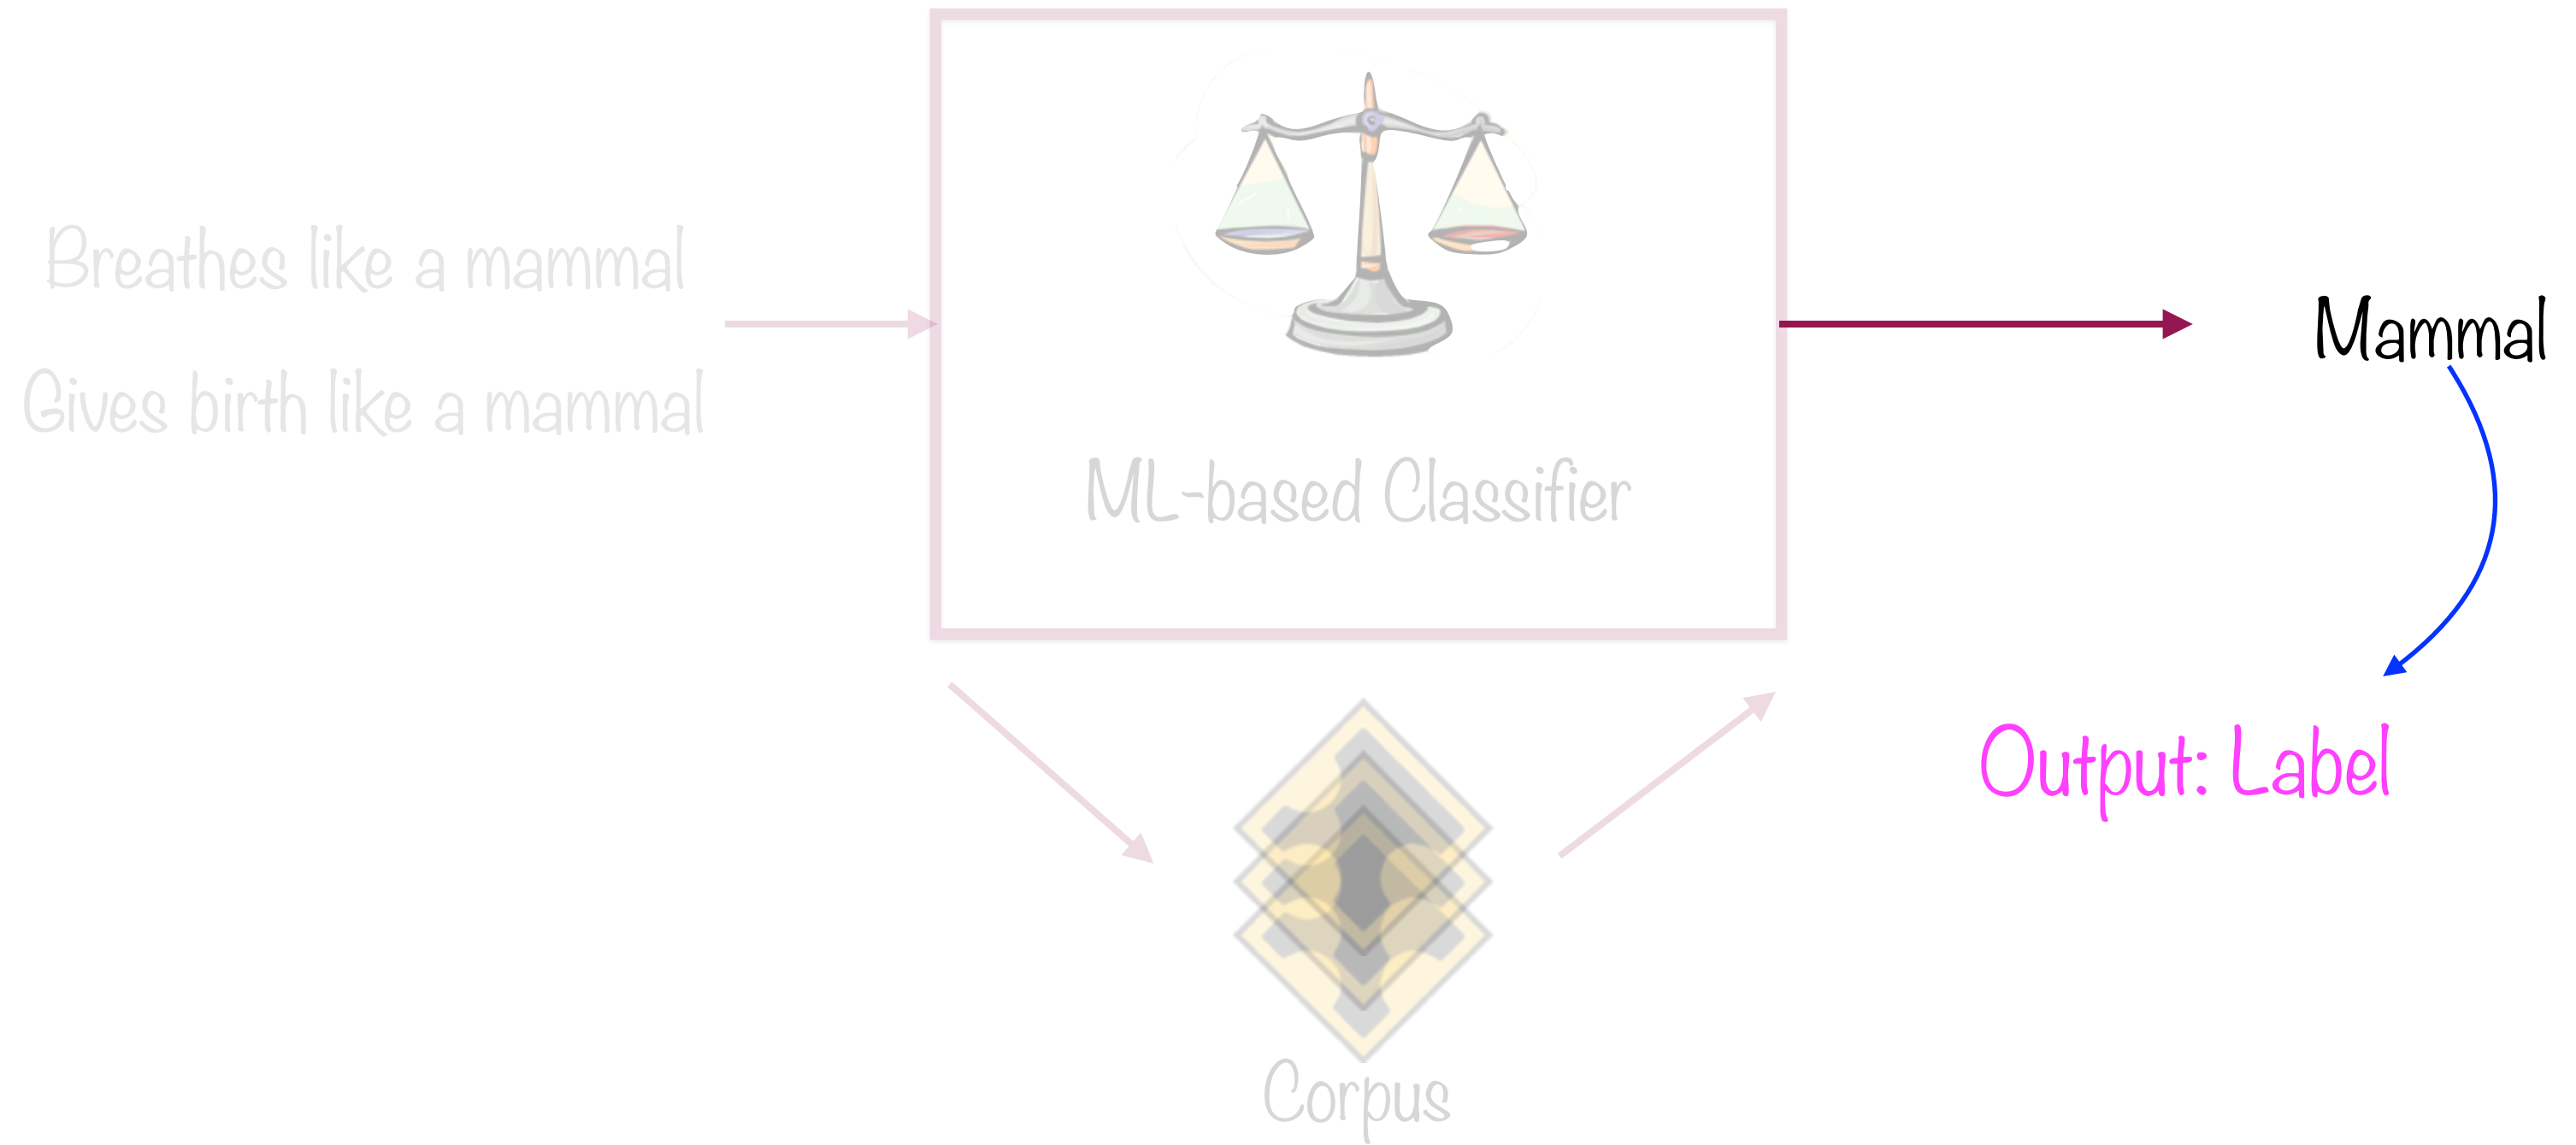 Breathes like a mammal
Gives birth like a mammal
ML-based Classifier
Mammal
Output: Label
Corpus